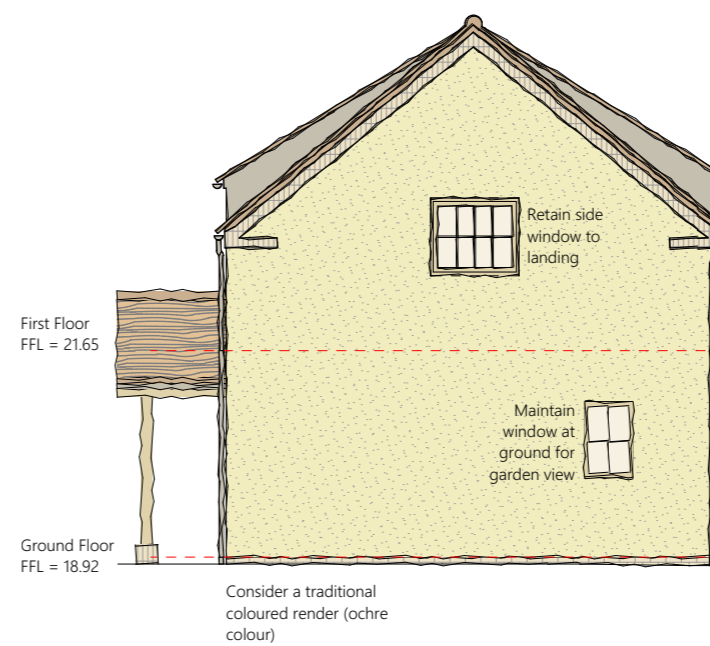 Retain side
window to
landing
First Floor
FFL = 21.65
Maintain
window at
ground for
garden view
Ground Floor
FFL = 18.92
Consider a traditional
coloured render (ochre
colour)